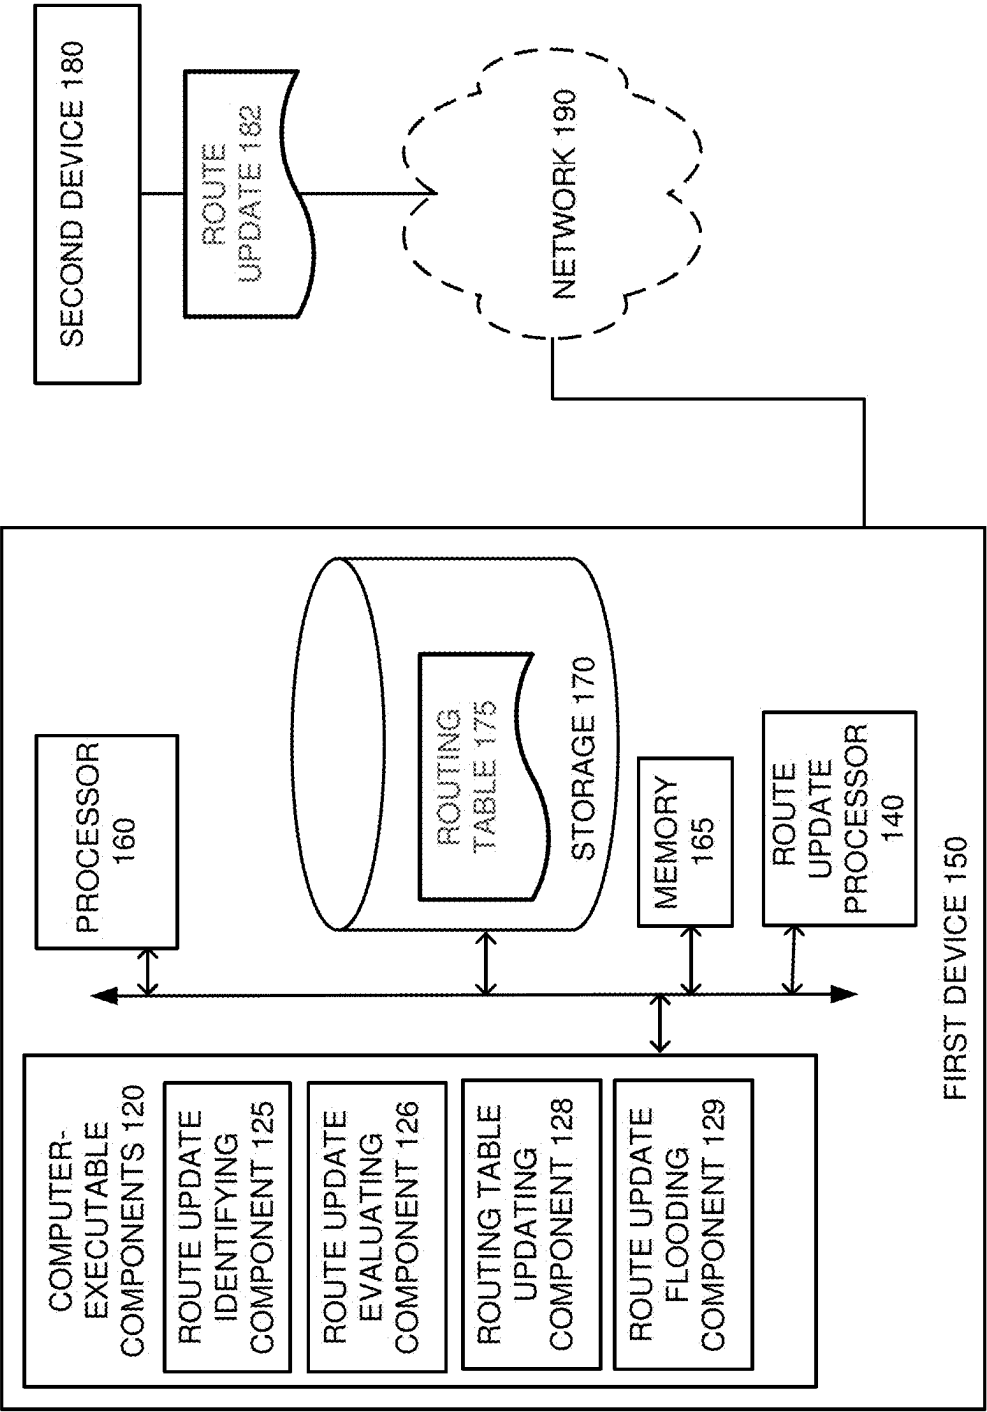 COMPUTER-
EXECUTABLE
COMPONENTS 120
ROUTE UPDATE
IDENTIFYING
COMPONENT 125
ROUTE UPDATE
EVALUATING
COMPONENT 126
ROUTING TABLE
UPDATING
COMPONENT 128
ROUTE UPDATE
FLOODING
COMPONENT 129
PROCESSOR
160
ROUTING
TABLE 175
STORAGE 170
MEMORY
165
ROUTE
UPDATE
PROCESSOR
140
FIRST DEVICE 150
SECOND DEVICE 180
ROUTE
UPDATE 182
NETWORK 190